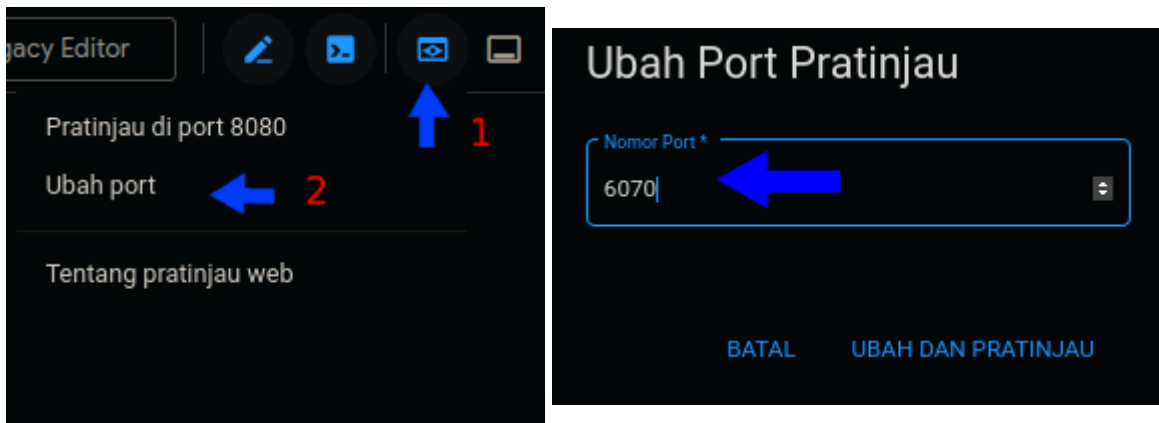 gacy Editor
Pratinjau di port 8080
1
Ubah port
2
Tentang pratinjau web
Ubah Port Pratinjau
Nomor Port *
6070
BATAL UBAH DAN PRATINJAU